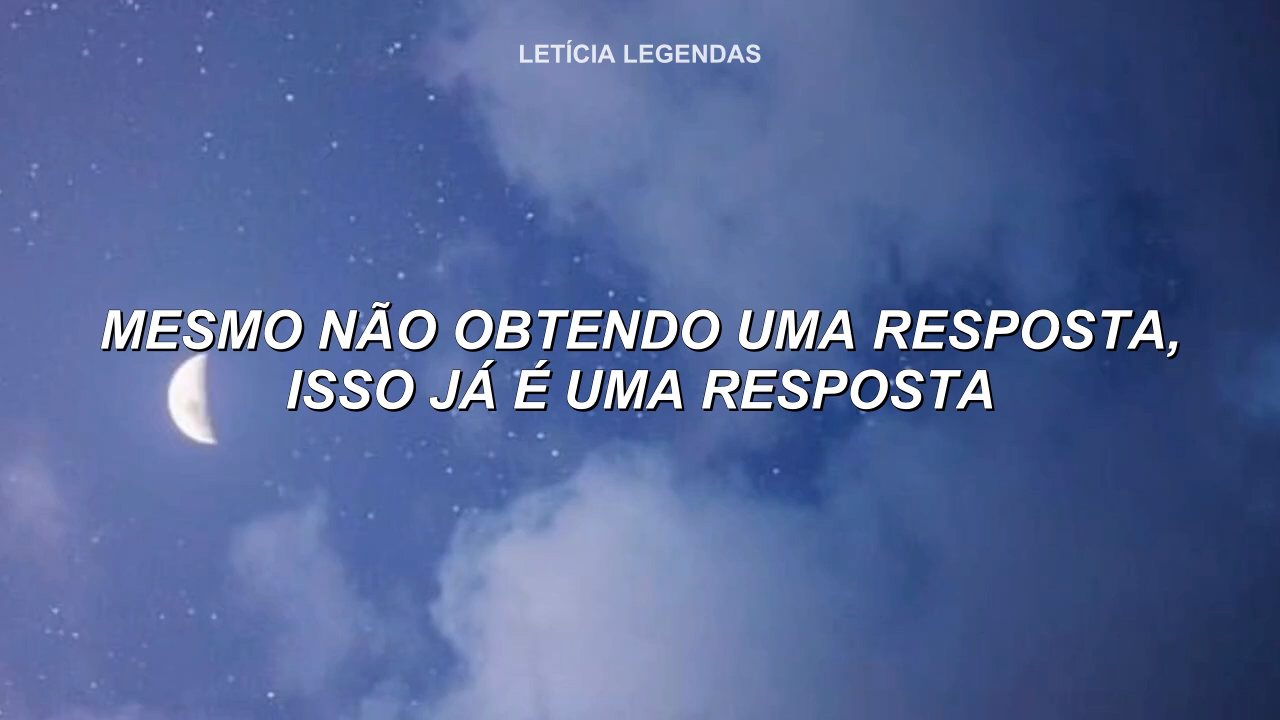 LETÍCIA LEGENDAS
MESMO NÃO OBTENDO UMA RESPOSTA,
ISSO JÁ É UMA RESPOSTA